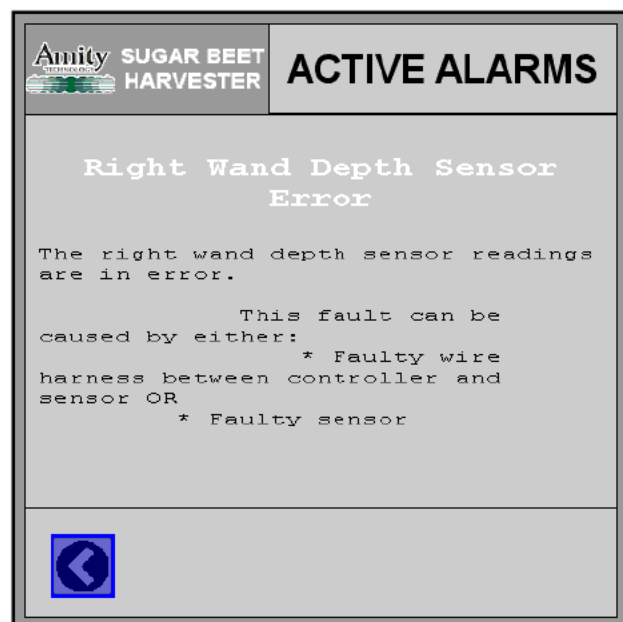 Amity SUGAR BEET
TECHNOLOGY HARVESTER
ACTIVE ALARMS
Right Wand Depth Sensor
Error
The right wand depth sensor readings
are in error.
This fault can be
caused by either:
* Faulty wire
harness between controller and
sensor OR
* Faulty sensor